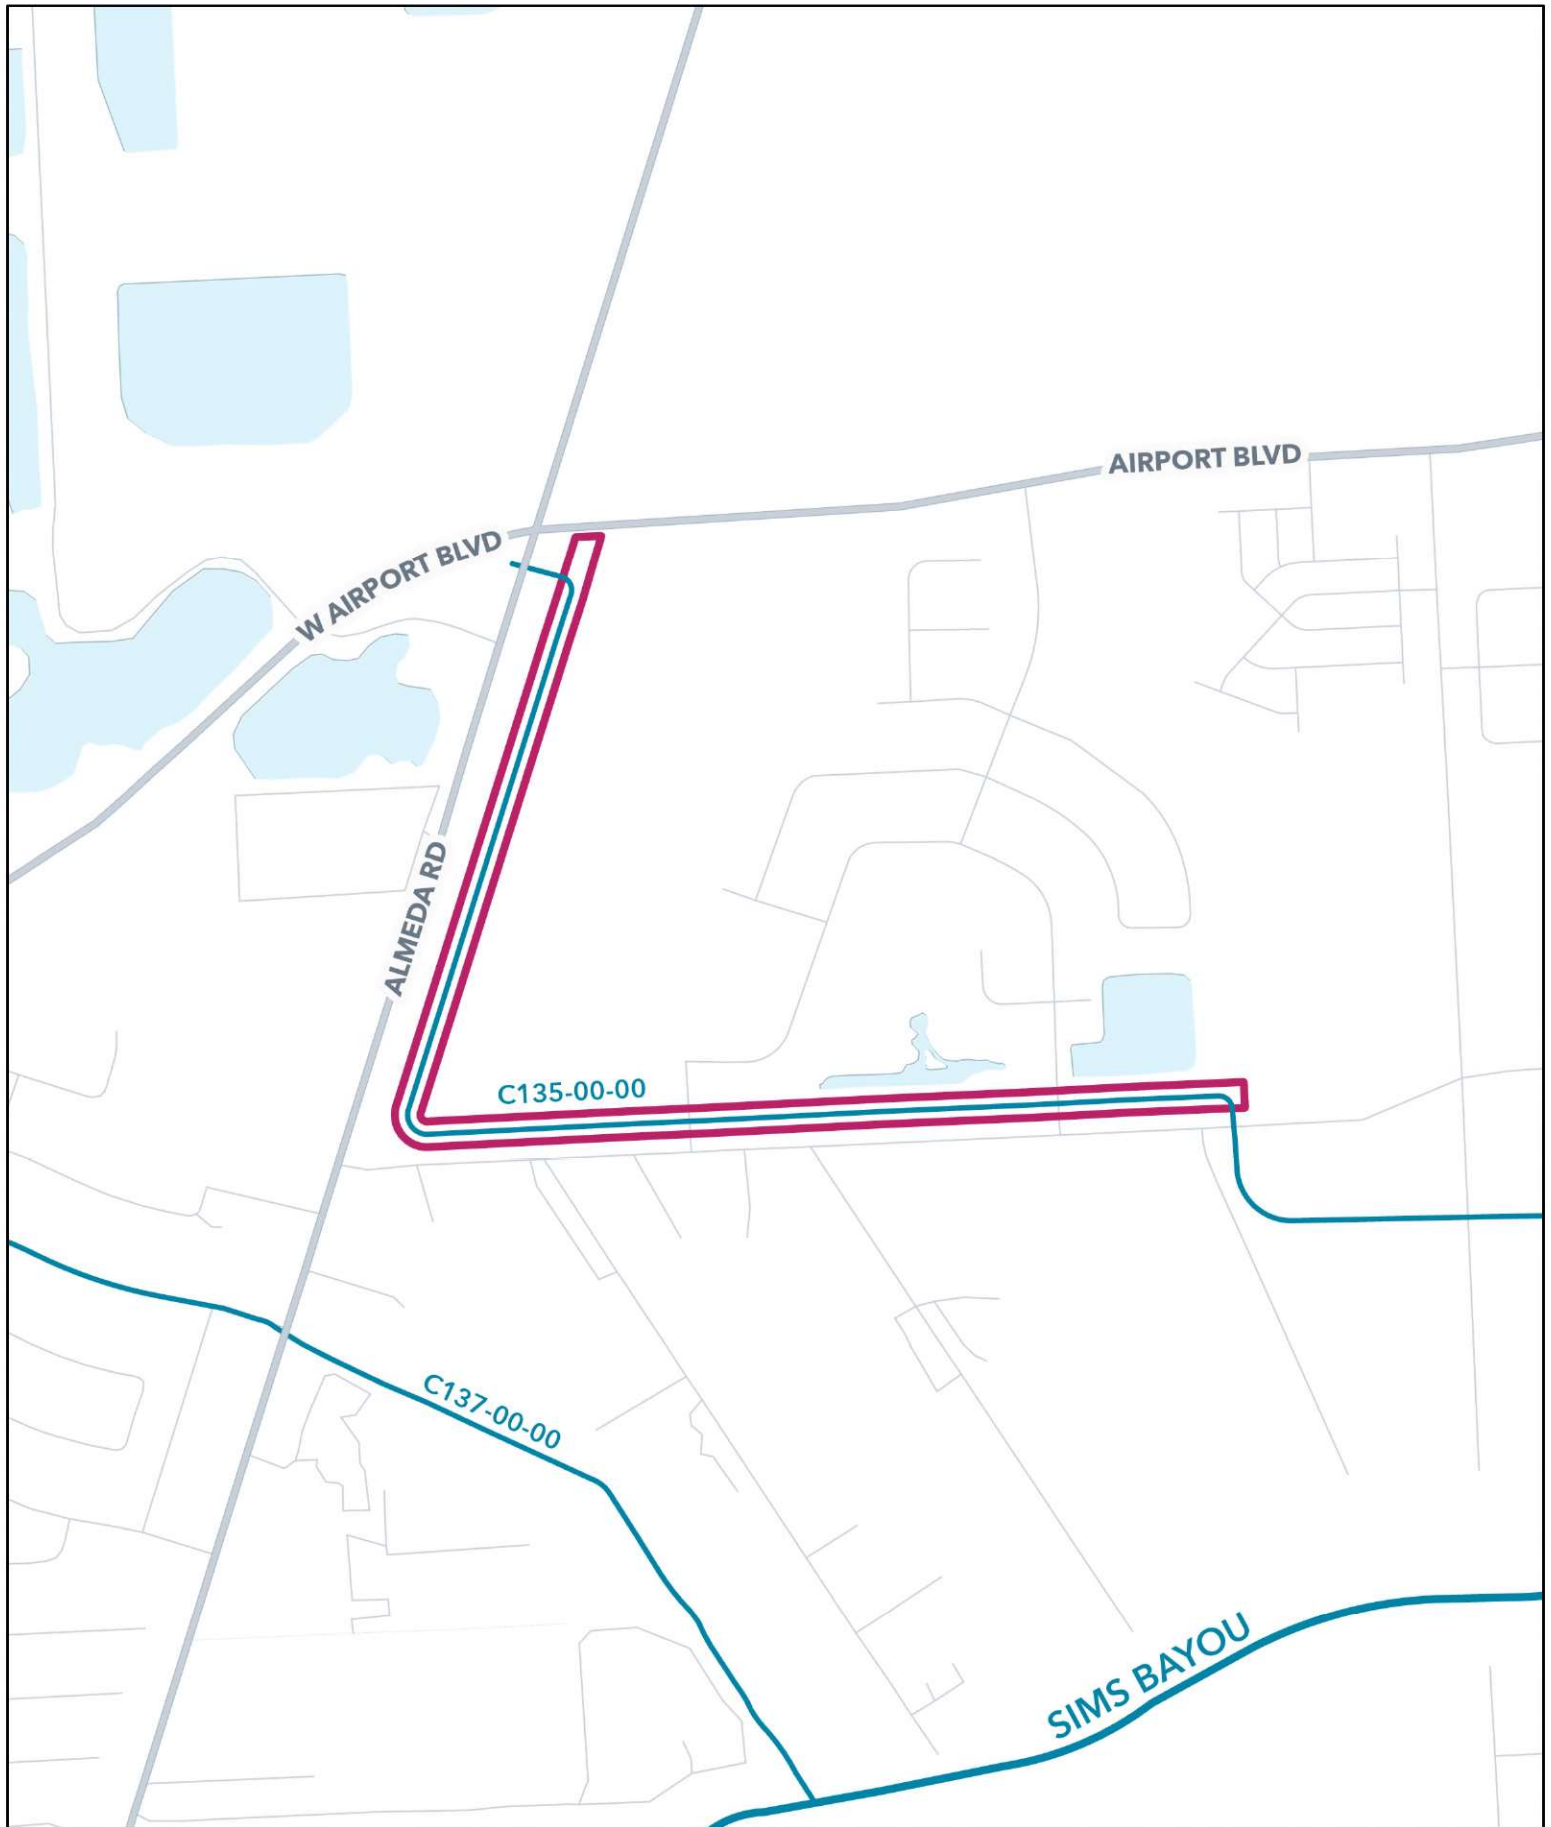 AIRPORT BLVD
W AIRPORT BLVD
ALMEDA RD
C135-00-00
C137-00-00
SIMS BAYOU